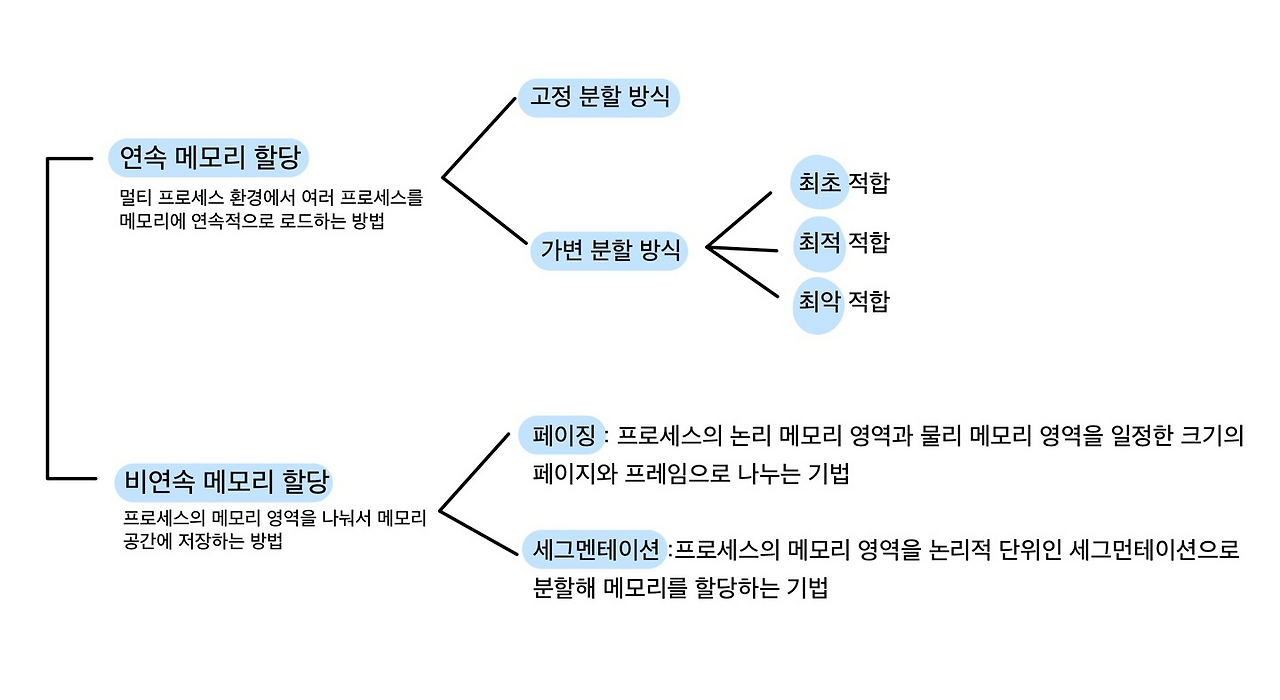 고정 분할 방식
연속 메모리 할당
멀티 프로세스 환경에서 여러 프로세스를
메모리에 연속적으로 로드하는 방법
가변 분할 방식
최초 적합
최적 적합
최악 적합
비연속 메모리 할당
프로세스의 메모리 영역을 나눠서 메모리
공간에 저장하는 방법
페이징 : 프로세스의 논리 메모리 영역과 물리 메모리 영역을 일정한 크기의
페이지와 프레임으로 나누는 기법
세그멘테이션 :프로세스의 메모리 영역을 논리적 단위인 세그먼테이션으로
분할해 메모리를 할당하는 기법